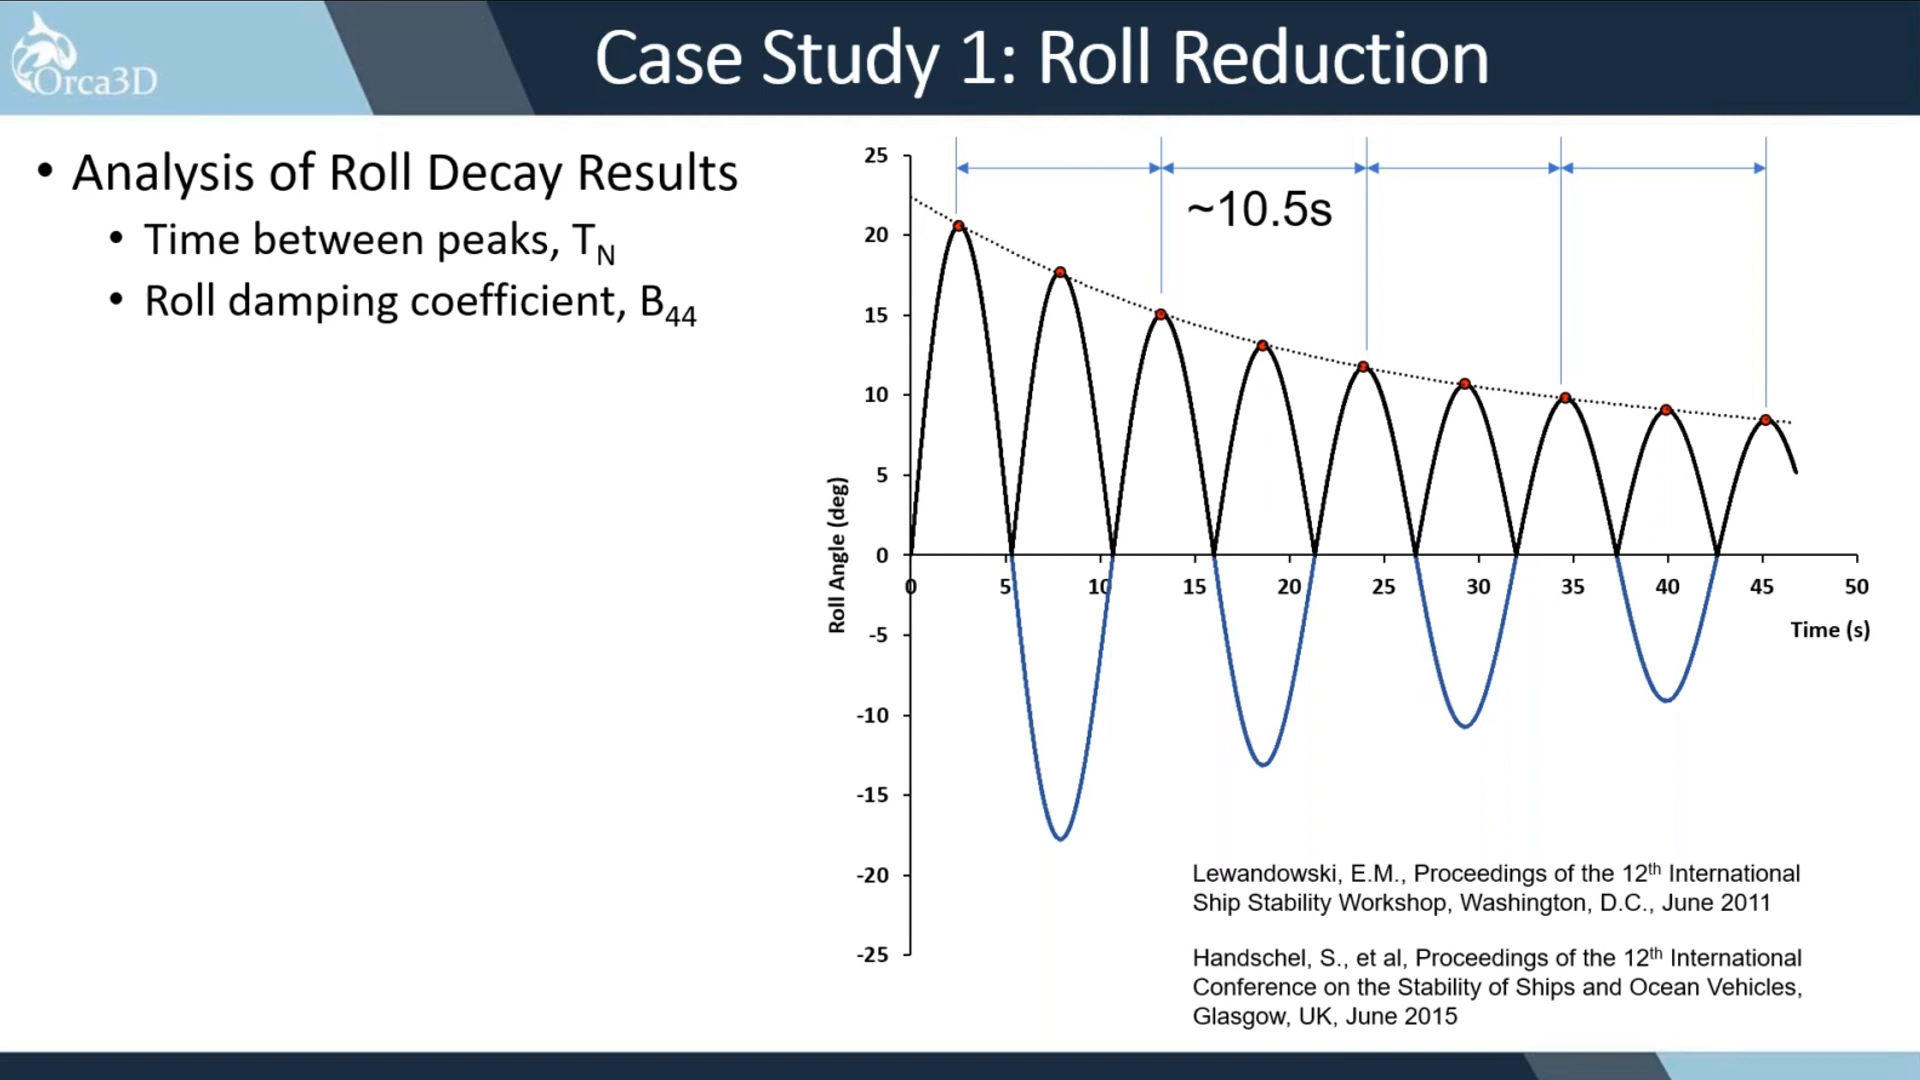 Orca3D
Case Study 1: Roll Reduction
• Analysis of Roll Decay Results
• Time between peaks, TN
• Roll damping coefficient, B44
~10.5s
25
20
15
10
5
0
-5
-10
-15
-20
-25
Roll Angle (deg)
0 5 10 15 20 25 30 35 40 45 50
Time (s)
Lewandowski, E.M., Proceedings of the 12th International
Ship Stability Workshop, Washington, D.C., June 2011
Handschel, S., et al, Proceedings of the 12th International
Conference on the Stability of Ships and Ocean Vehicles,
Glasgow, UK, June 2015